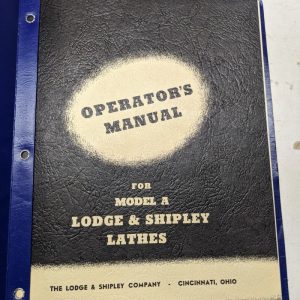 OPERATOR'S
MANUAL
FOR
MODEL A
LODGE & SHIPLEY
LATHES
THE LODGE & SHIPLEY COMPANY - CINCINNATI, OHIO